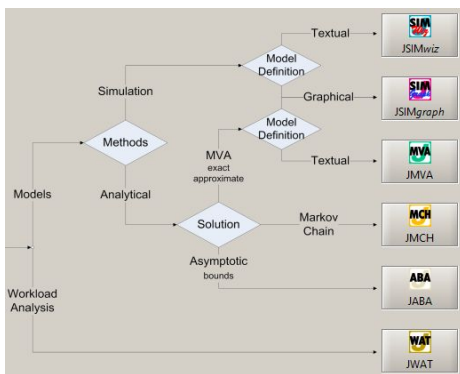 Textual
SIM
JSIMwiz
Model
Definition
Simulation
Graphical
SIM
JSIMgraph
Methods
Model
Definition
MVA
exact
approximate
Textual
MVA
JMVA
Models
Analytical
Solution
Markov
Chain
MCH
JMCH
Asymptotic
bounds
ABA
JABA
Workload
Analysis
WAT
JWAT